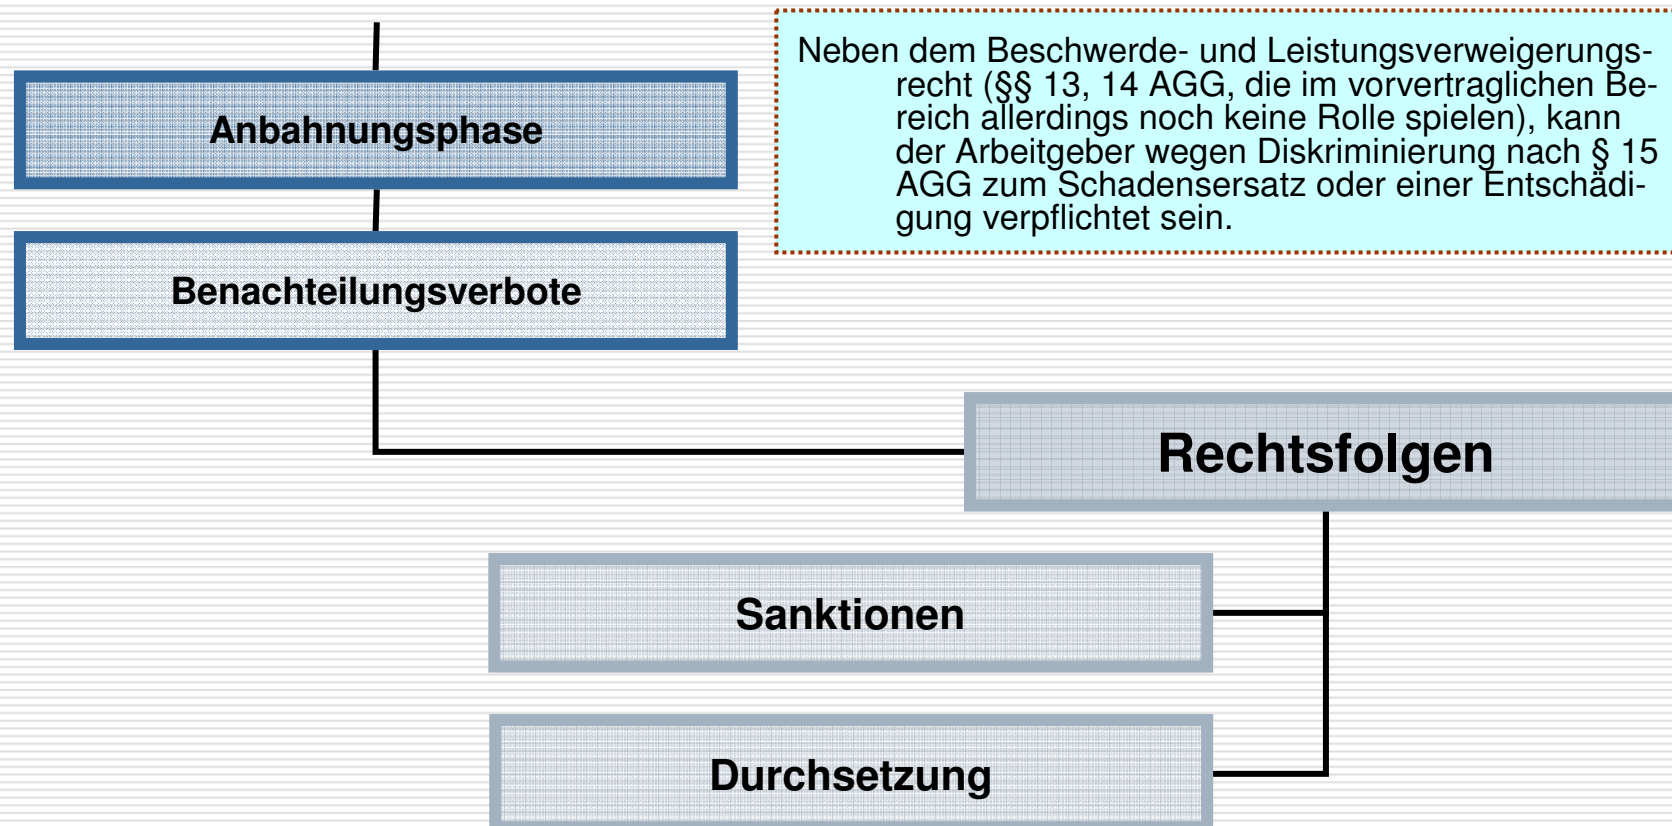 Neben dem Beschwerde- und Leistungsverweigerungs-
recht (§§ 13, 14 AGG, die im vorvertraglichen Be-
reich allerdings noch keine Rolle spielen), kann
der Arbeitgeber wegen Diskriminierung nach § 15
AGG zum Schadensersatz oder einer Entschädi-
gung verpflichtet sein.
Anbahnungsphase
Benachteilungsverbote
Rechtsfolgen
Sanktionen
Durchsetzung